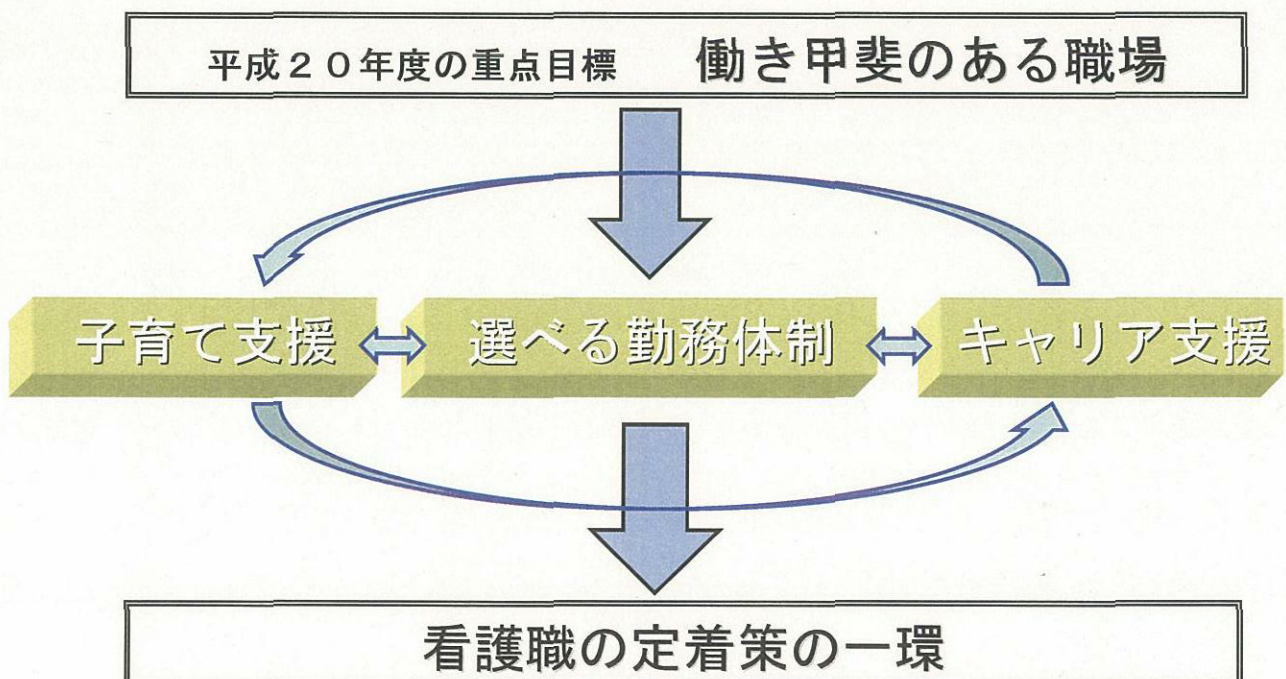 平成２０年度の重点目標　働き甲斐のある職場
子育て支援
選べる勤務体制
キャリア支援
看護職の定着策の一環